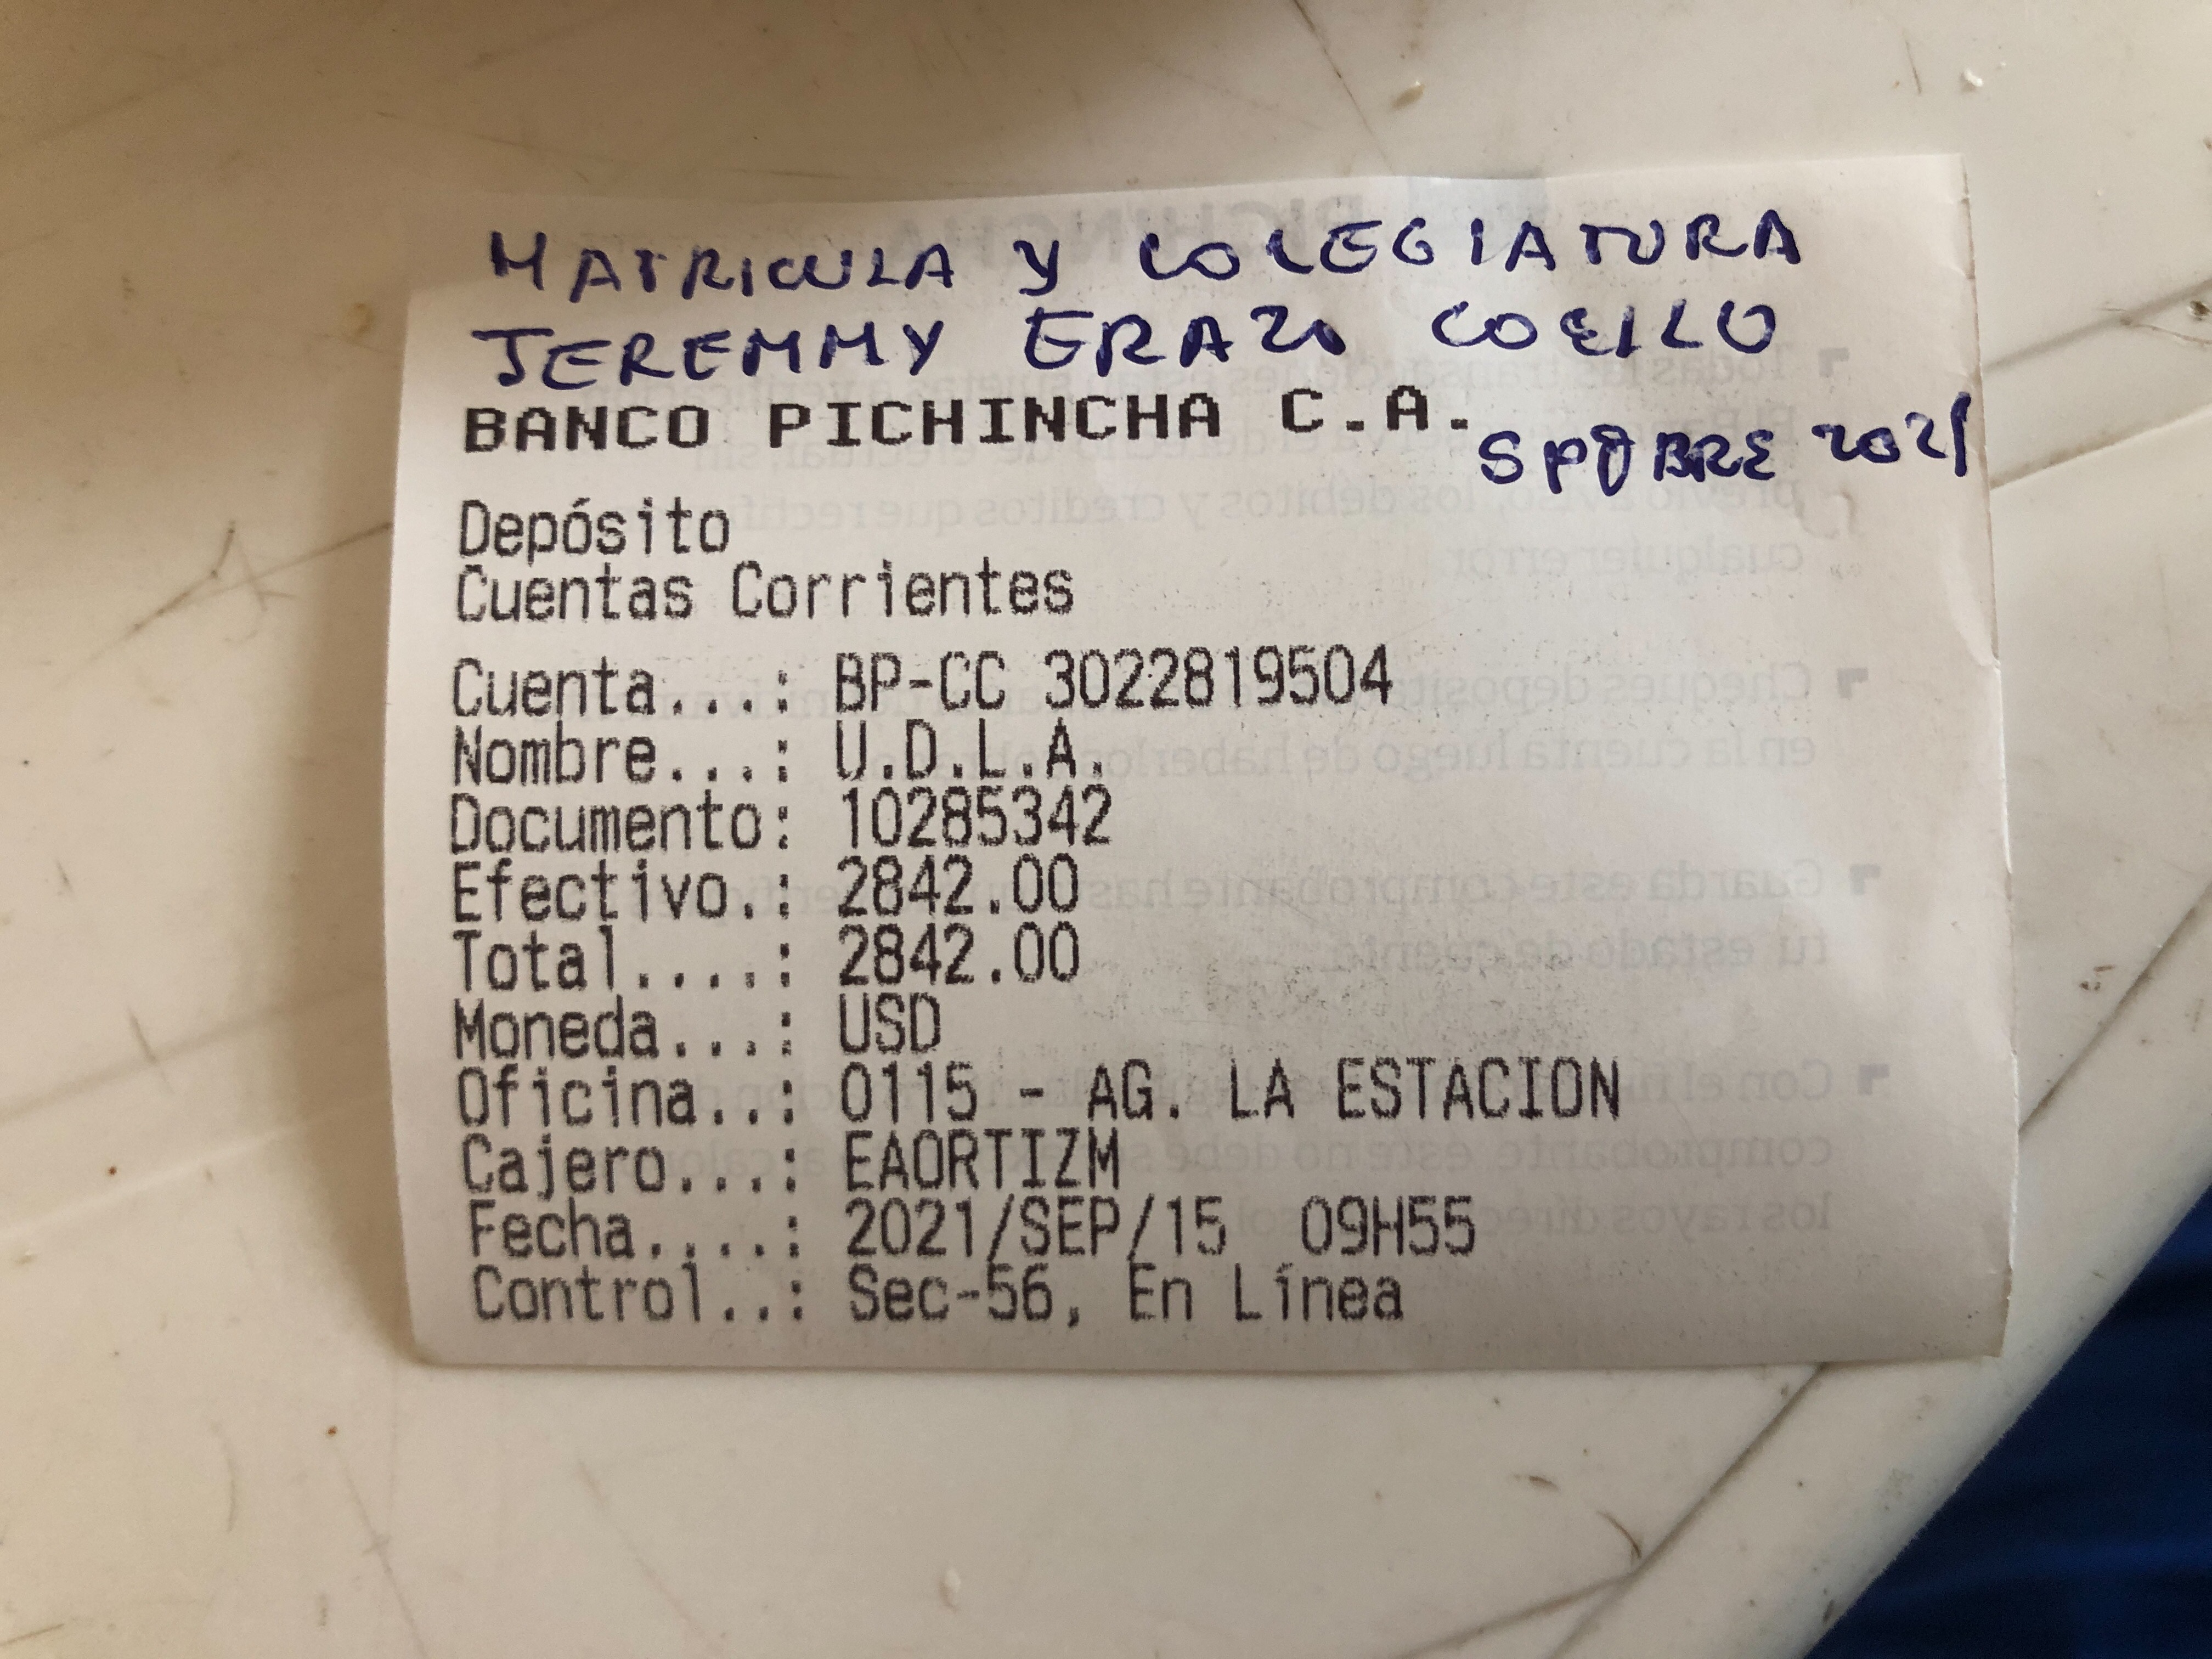 MATRICULA Y COLEGIATURA
JEREMMY ERAZO COELLO
BANCO PICHINCHA C.A.
2021
Depósito
Cuentas Corrientes
Cuenta...: BP-CC 3022819504
Nombre...: U.D.L.A.
Documento: 10285342
Efectivo.: 2842.00
Total....: 2842.00
Moneda...: USD
Oficina..: 0115 - AG. LA ESTACION
Cajero...: EAORTIZM
Fecha....: 2021/SEP/15 09H55
Control..: Sec-56, En Línea